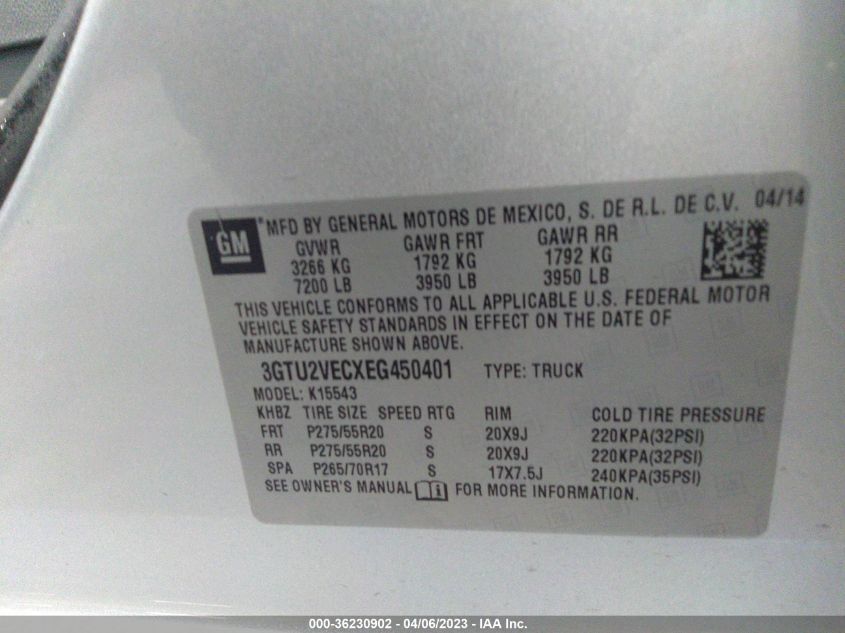 GM ® MFD BY GENERAL MOTORS DE MEXICO, S. DE R.L. DE C.V. 04/14
GVWR GAWR FRT GAWR RR
3266 KG 1792 KG 1792 KG
7200 LB 3950 LB 3950 LB
THIS VEHICLE CONFORMS TO ALL APPLICABLE U.S. FEDERAL MOTOR
VEHICLE SAFETY STANDARDS IN EFFECT ON THE DATE OF
MANUFACTURE SHOWN ABOVE.
3GTU2VECXEG450401 TYPE: TRUCK
MODEL: K15543
KHBZ TIRE SIZE SPEED RTG RIM COLD TIRE PRESSURE
FRT P275/55R20 S 20X9J 220KPA(32PSI)
RR P275/55R20 S 20X9J 220KPA(32PSI)
SPA P265/70R17 S 17X7.5J 240KPA(35PSI)
SEE OWNER'S MANUAL FOR MORE INFORMATION.
000-36230902 - 04/06/2023 - IAA Inc.